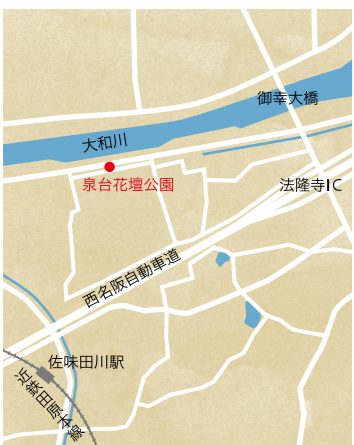 御幸大橋
大和川
泉台花壇公園
法隆寺IC
西名阪自動車道
佐味田川駅
近鉄田原本線